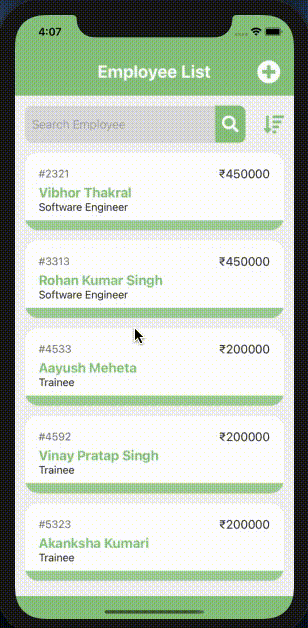 4:07
Employee List
Search Employee
#2321 ₹450000
Vibhor Thakral
Software Engineer
#3313 ₹450000
Rohan Kumar Singh
Software Engineer
#4533 ₹200000
Aayush Meheta
Trainee
#4592 ₹200000
Vinay Pratap Singh
Trainee
#5323 ₹200000
Akanksha Kumari
Trainee